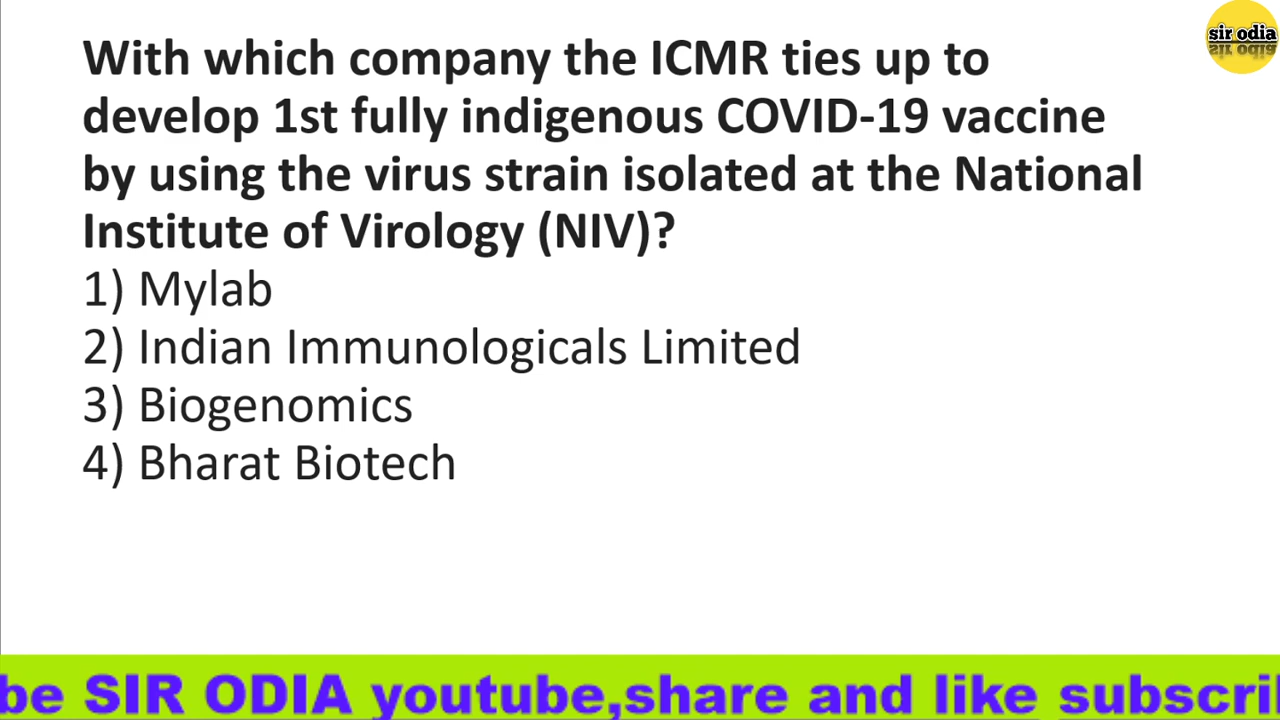 sir odia
With which company the ICMR ties up to
develop 1st fully indigenous COVID-19 vaccine
by using the virus strain isolated at the National
Institute of Virology (NIV)?
1) Mylab
2) Indian Immunologicals Limited
3) Biogenomics
4) Bharat Biotech
be SIR ODIA youtube,share and like subscri